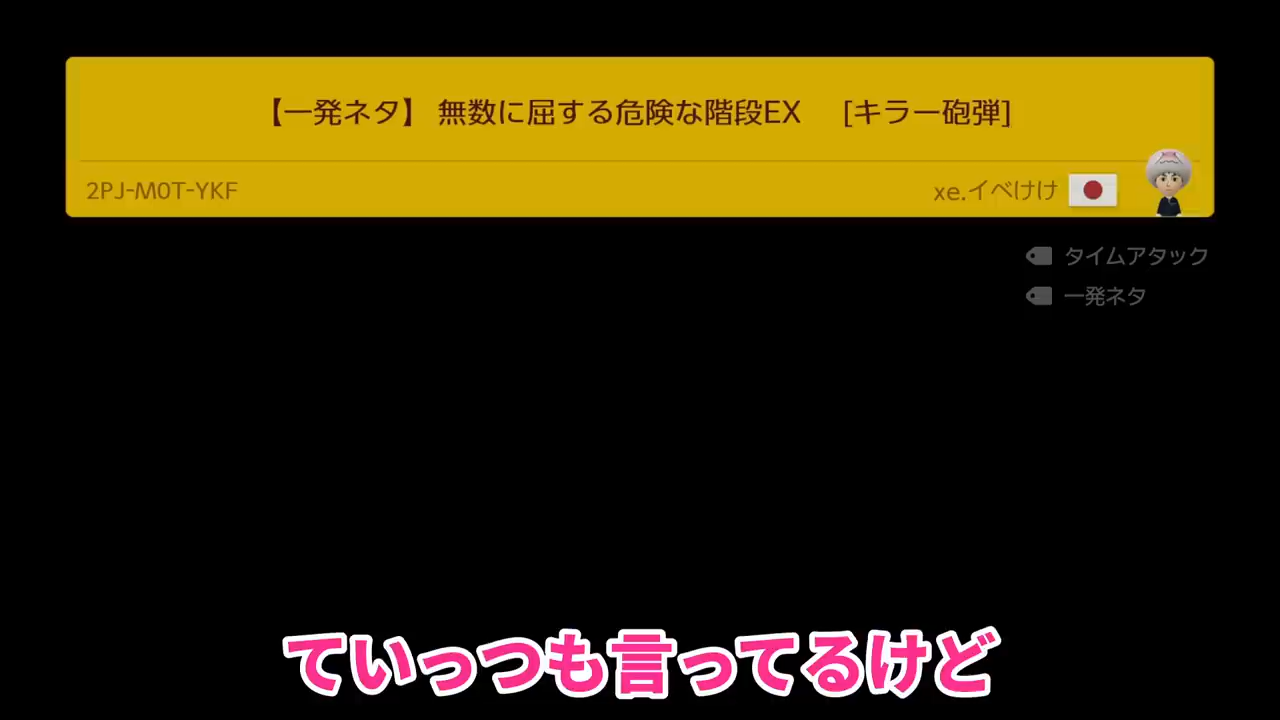 【一発ネタ】 無数に屈する危険な階段EX　[キラー砲弾]
2PJ-M0T-YKF
xe.イベけけ
タイムアタック
一発ネタ
ていっつも言ってるけど